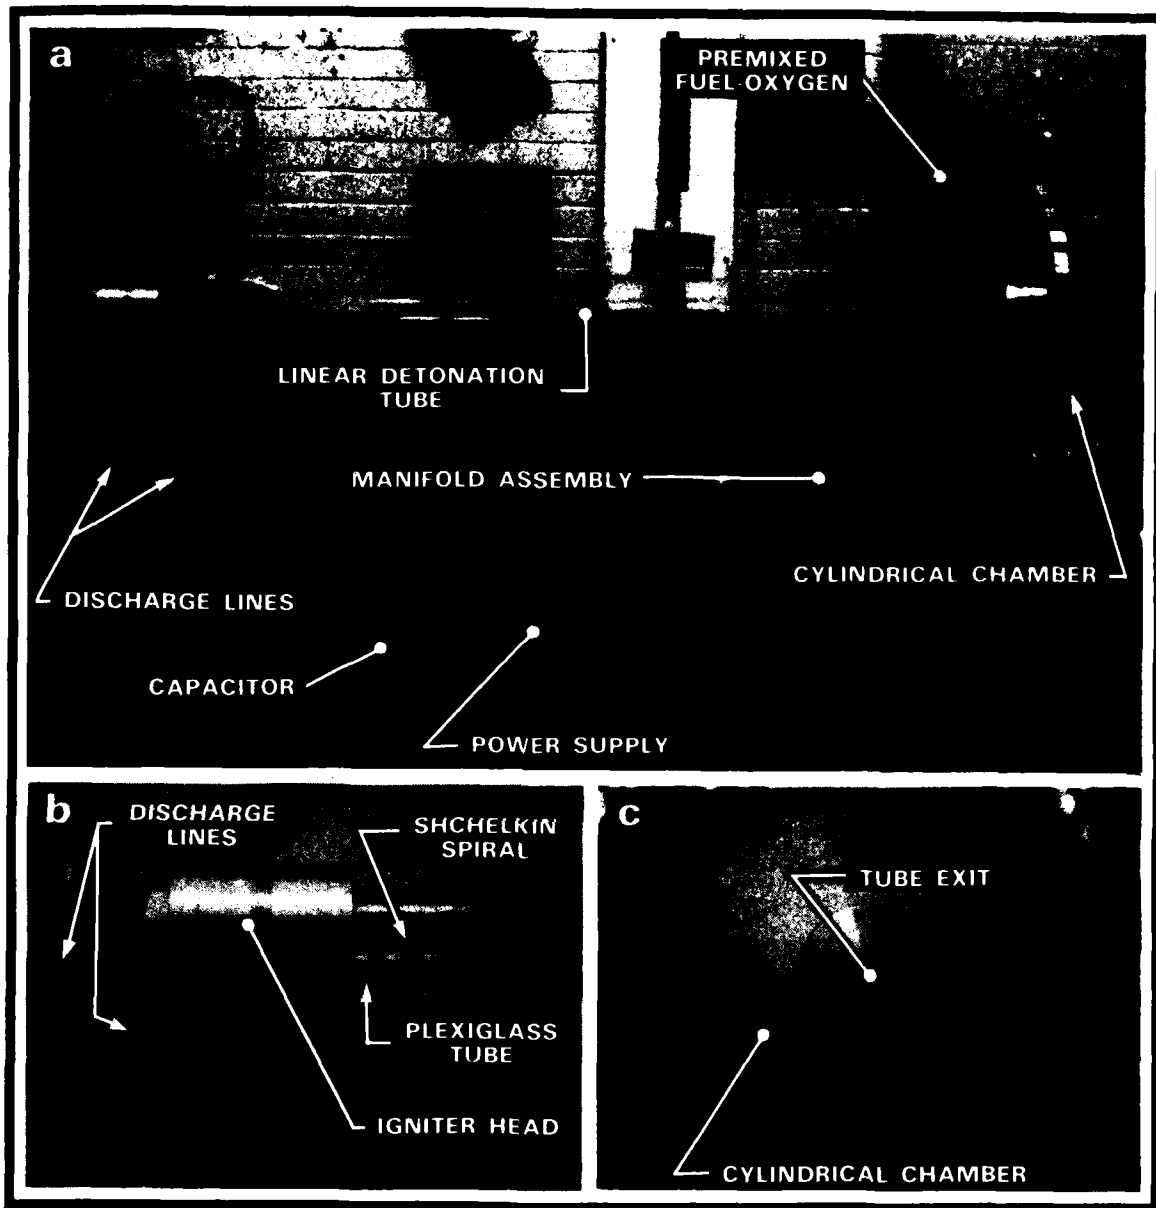 a
PREMIXED
FUEL-OXYGEN
LINEAR DETONATION
TUBE
MANIFOLD ASSEMBLY
CYLINDRICAL CHAMBER
DISCHARGE LINES
CAPACITOR
POWER SUPPLY
b
DISCHARGE
LINES
SHCHELKIN
SPIRAL
PLEXIGLASS
TUBE
IGNITER HEAD
c
TUBE EXIT
CYLINDRICAL CHAMBER